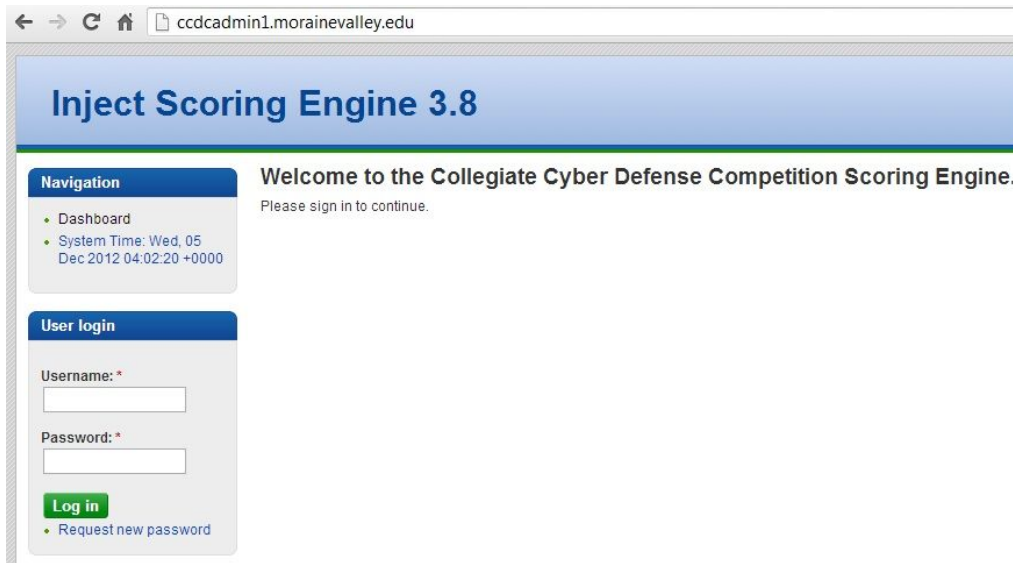 ccdcadmin1.morainevalley.edu
Inject Scoring Engine 3.8
Navigation
Dashboard
System Time: Wed, 05
Dec 2012 04:02:20 +0000
User login
Username: *
Password: *
Log in
Request new password
Welcome to the Collegiate Cyber Defense Competition Scoring Engine.
Please sign in to continue.